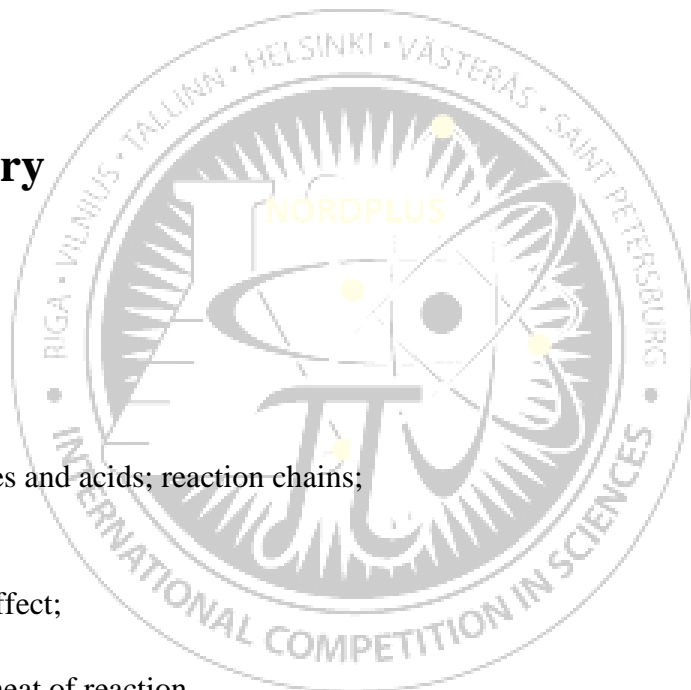 RIGA • VILNIUS • TALLINN • HELSINKI • VÄSTERÅS • SAINT PETERSBURG
ry
NORDPLUS
π
es and acids; reaction chains;
ffect;
heat of reaction
• INTERNATIONAL COMPETITION IN SCIENCES •